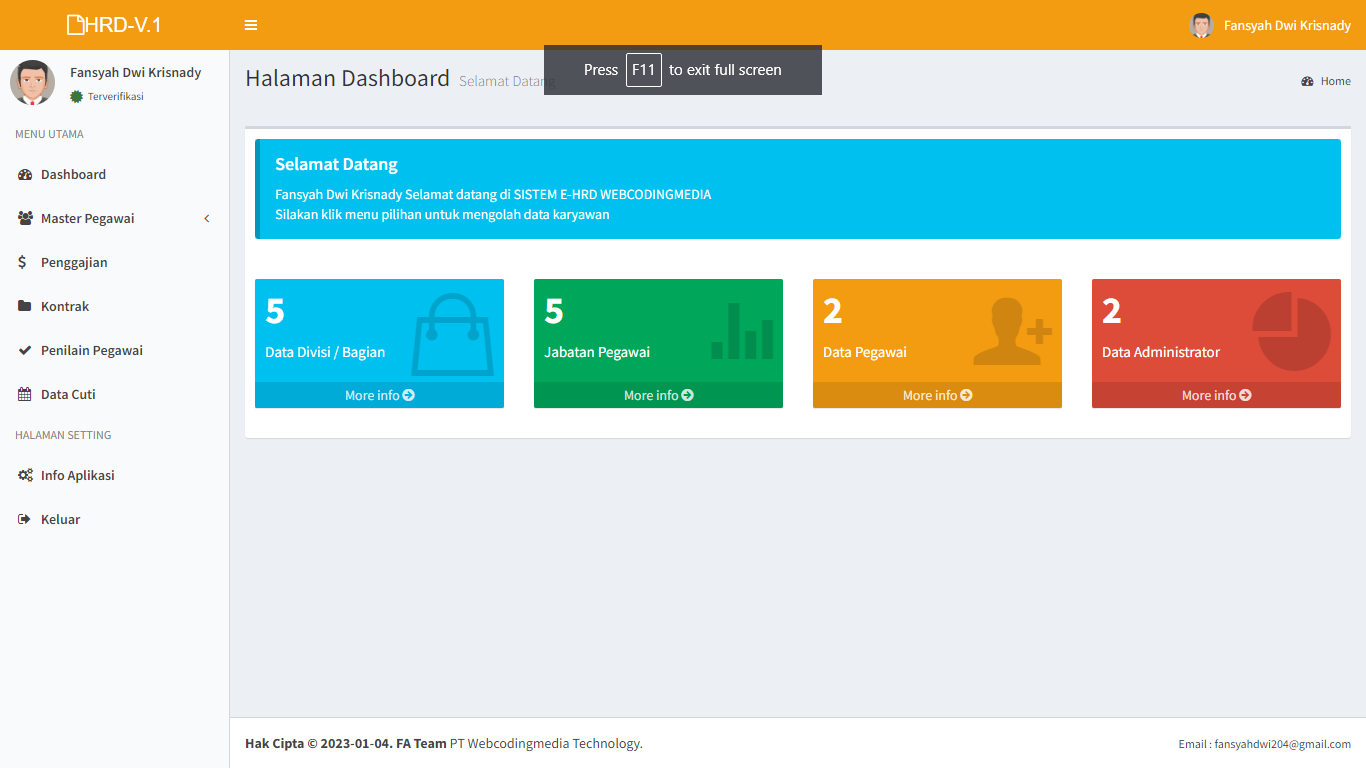 HRD-V.1
Fansyah Dwi Krisnady
Fansyah Dwi Krisnady
Terverifikasi
MENU UTAMA
Dashboard
Master Pegawai
Penggajian
Kontrak
Penilain Pegawai
Data Cuti
HALAMAN SETTING
Info Aplikasi
Keluar
Press F11 to exit full screen
Halaman Dashboard Selamat Datang
Home
Selamat Datang
Fansyah Dwi Krisnady Selamat datang di SISTEM E-HRD WEBCODINGMEDIA
Silakan klik menu pilihan untuk mengolah data karyawan
5
Data Divisi / Bagian
More info
5
Jabatan Pegawai
More info
2
Data Pegawai
More info
2
Data Administrator
More info
Hak Cipta © 2023-01-04. FA Team PT Webcodingmedia Technology.
Email : fansyahdwi204@gmail.com